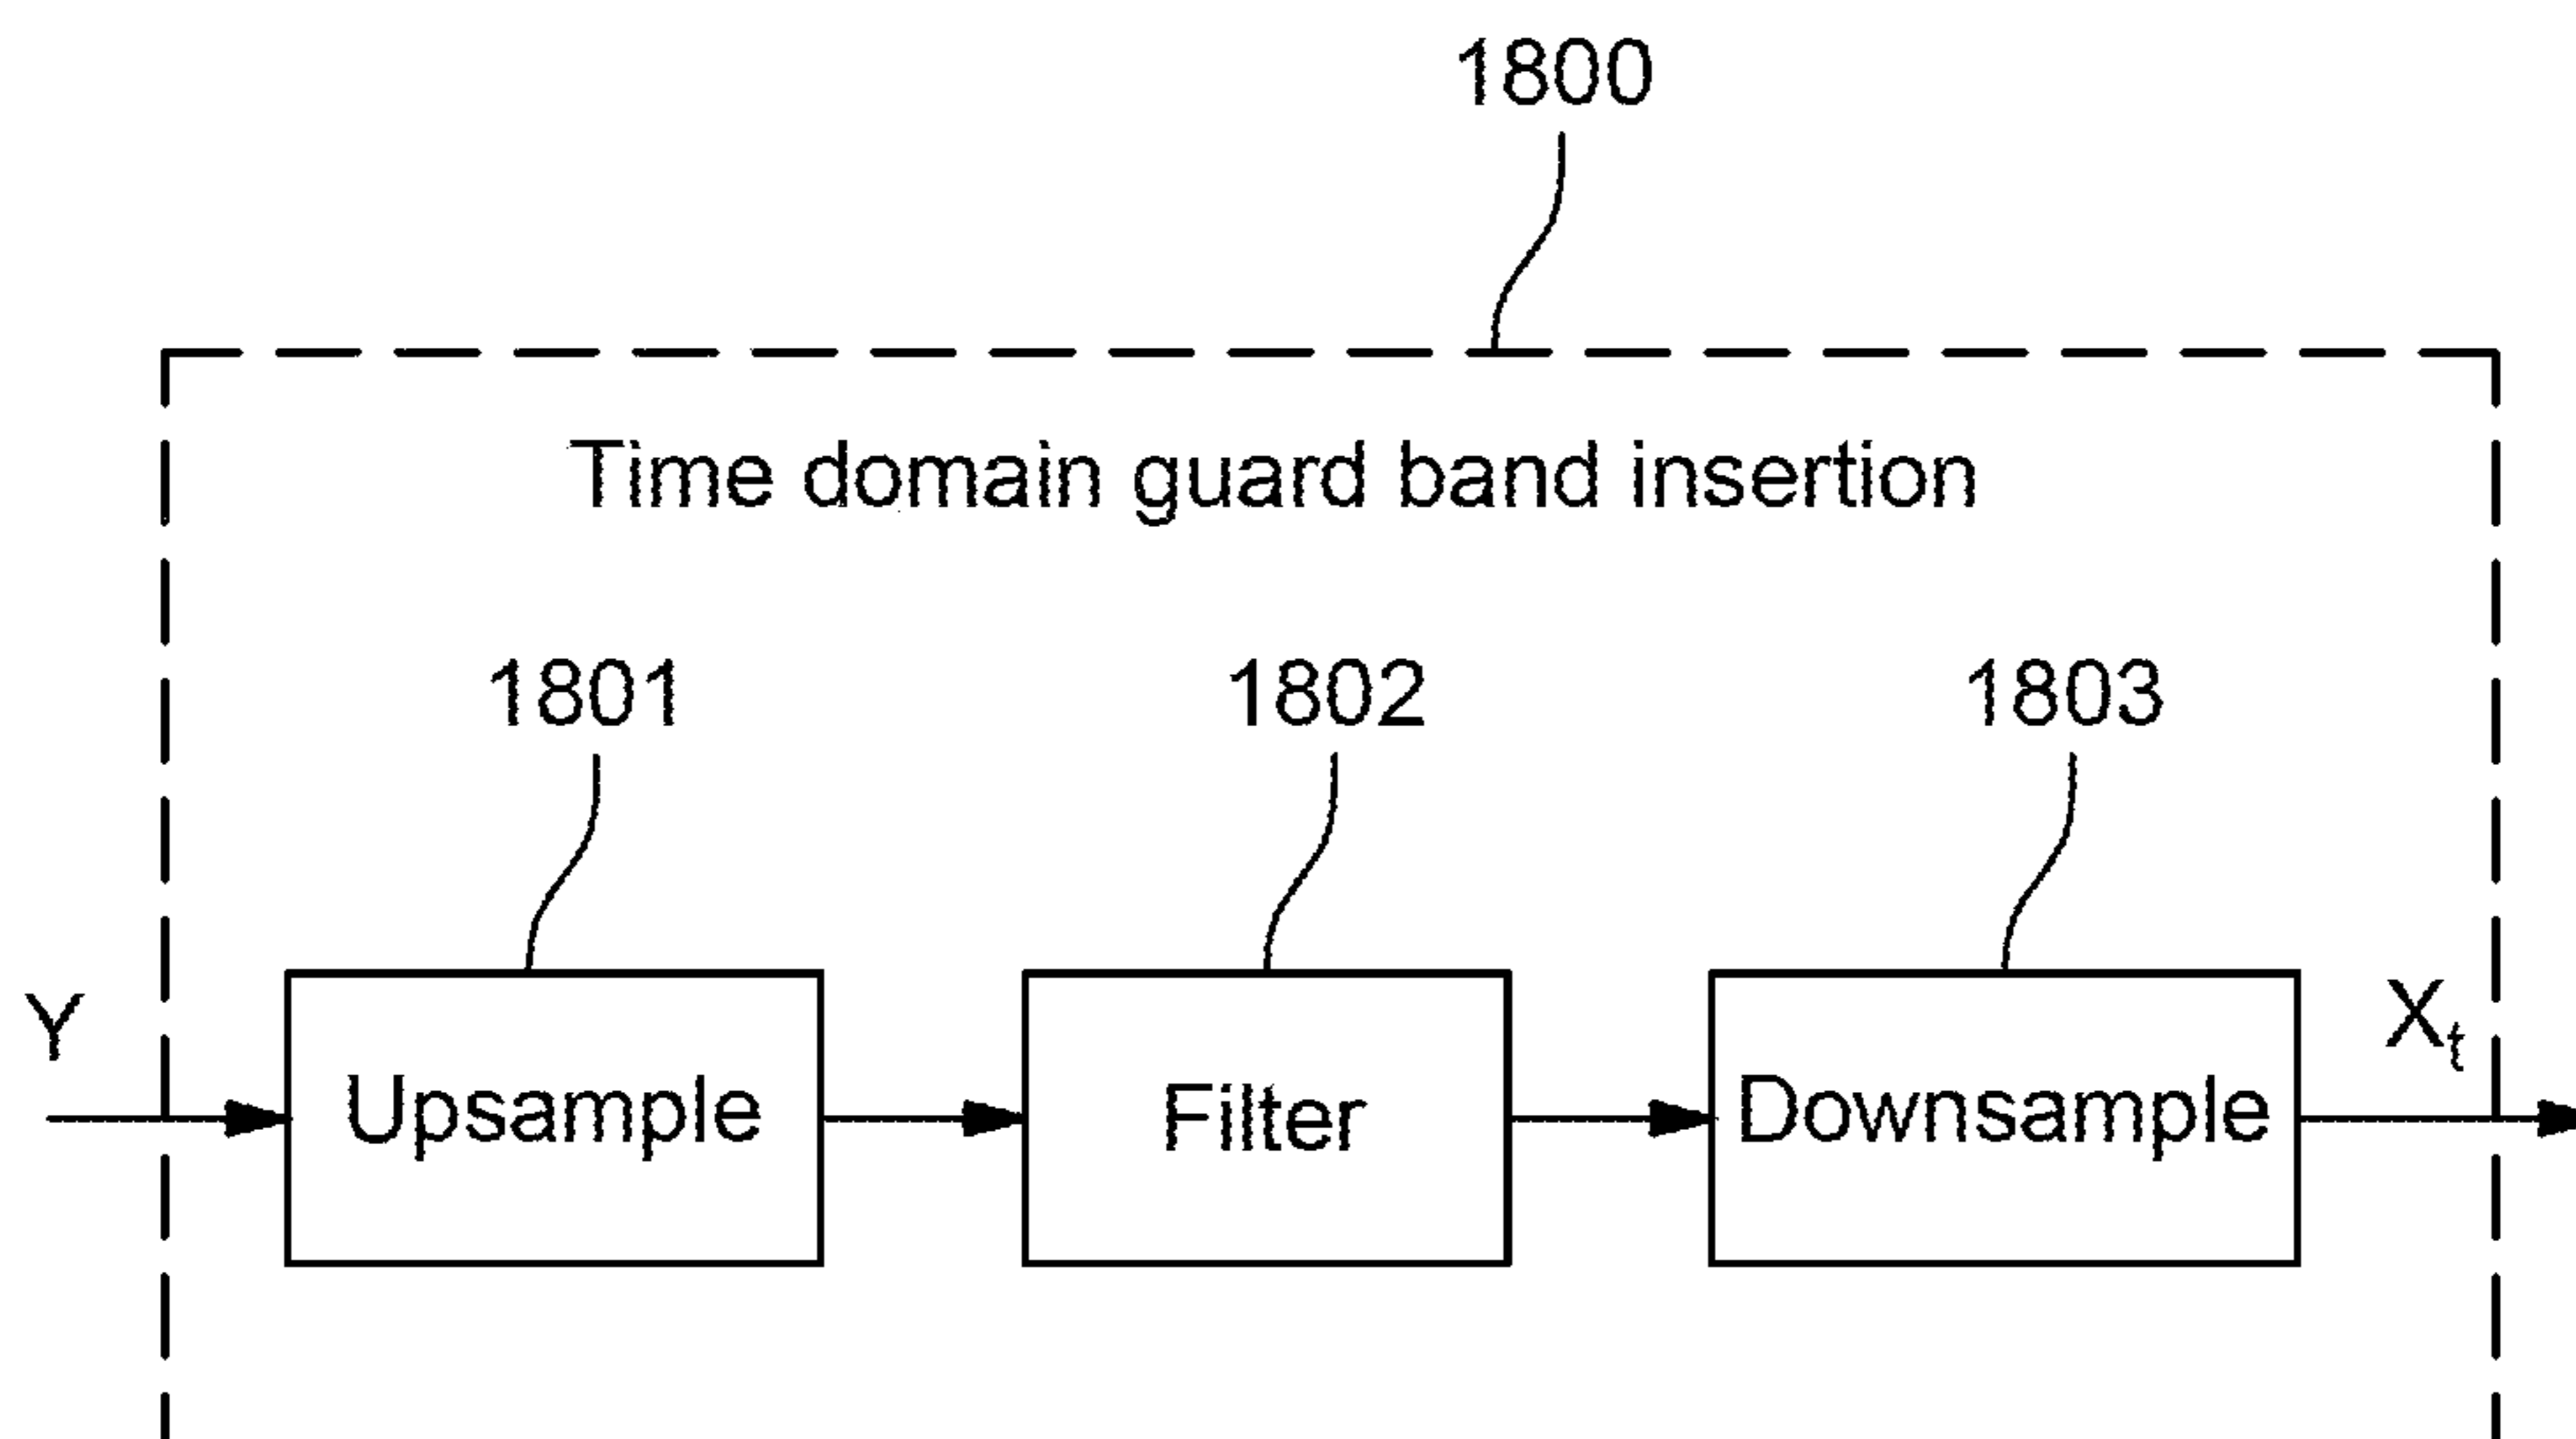 1800
Time domain guard band insertion
1801 1802 1803
Y Xt
Upsample Filter Downsample